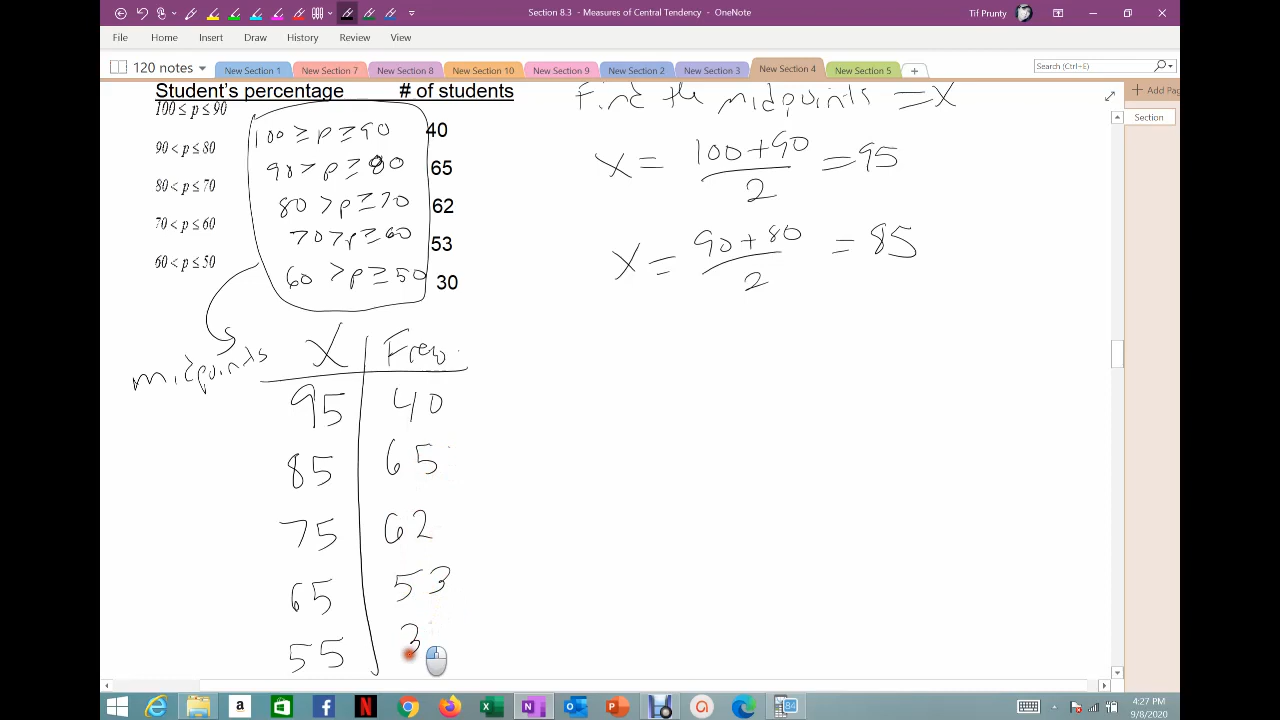 Section 8.3 - Measures of Central Tendency - OneNote
Tif Prunty
File Home Insert Draw History Review View
120 notes New Section 1 New Section 7 New Section 8 New Section 10 New Section 9 New Section 2 New Section 3 New Section 4 New Section 5
Search (Ctrl+E)
Add Pag
Section
Student's percentage # of students
100 ≤ p ≤ 90
90 < p ≤ 80
80 < p ≤ 70
70 < p ≤ 60
60 < p ≤ 50
100 ≥ p ≥ 90 40
90 > p ≥ 80 65
80 > p ≥ 70 62
70 > p ≥ 60 53
60 > p ≥ 50 30
Find the midpoints = X
X = (100+90)/2 = 95
X = (90+80)/2 = 85
midpoints X Freq.
95 40
85 65
75 62
65 53
55 3
84
4:27 PM
9/8/2020